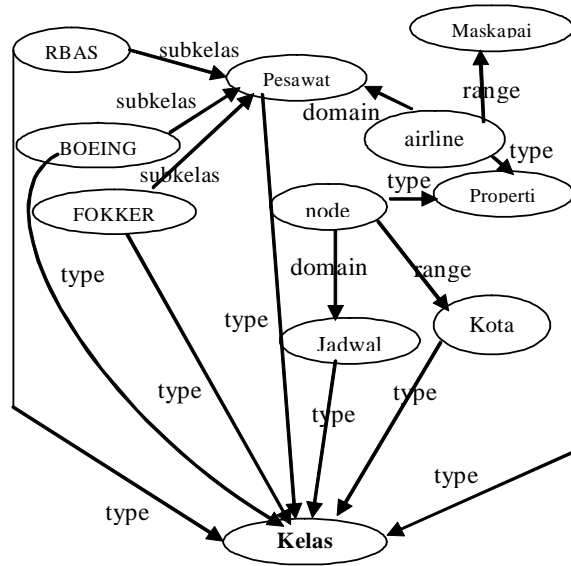 Maskapai
RBAS
subkelas
Pesawat
range
subkelas
domain
airline
BOEING
type
subkelas
type
Properti
FOKKER
node
type
domain
range
type
Kota
Jadwal
type
type
type
type
type
type
Kelas